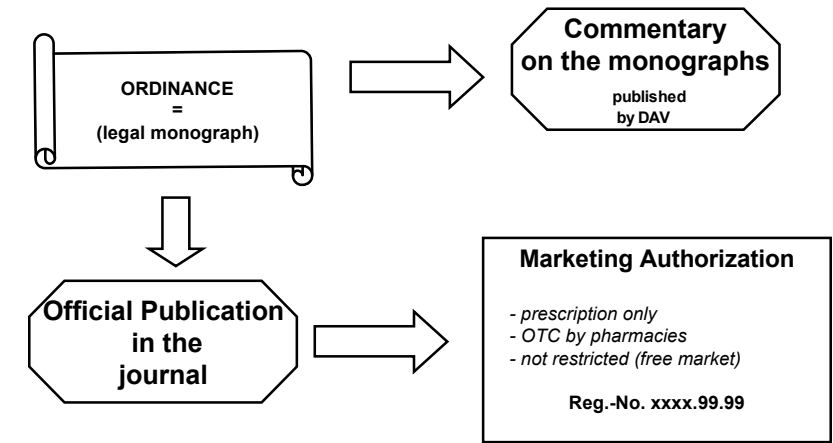 ORDINANCE
=
(legal monograph)
Commentary
on the monographs
published
by DAV
Official Publication
in the
journal
Marketing Authorization
- prescription only
- OTC by pharmacies
- not restricted (free market)
Reg.-No. xxxx.99.99